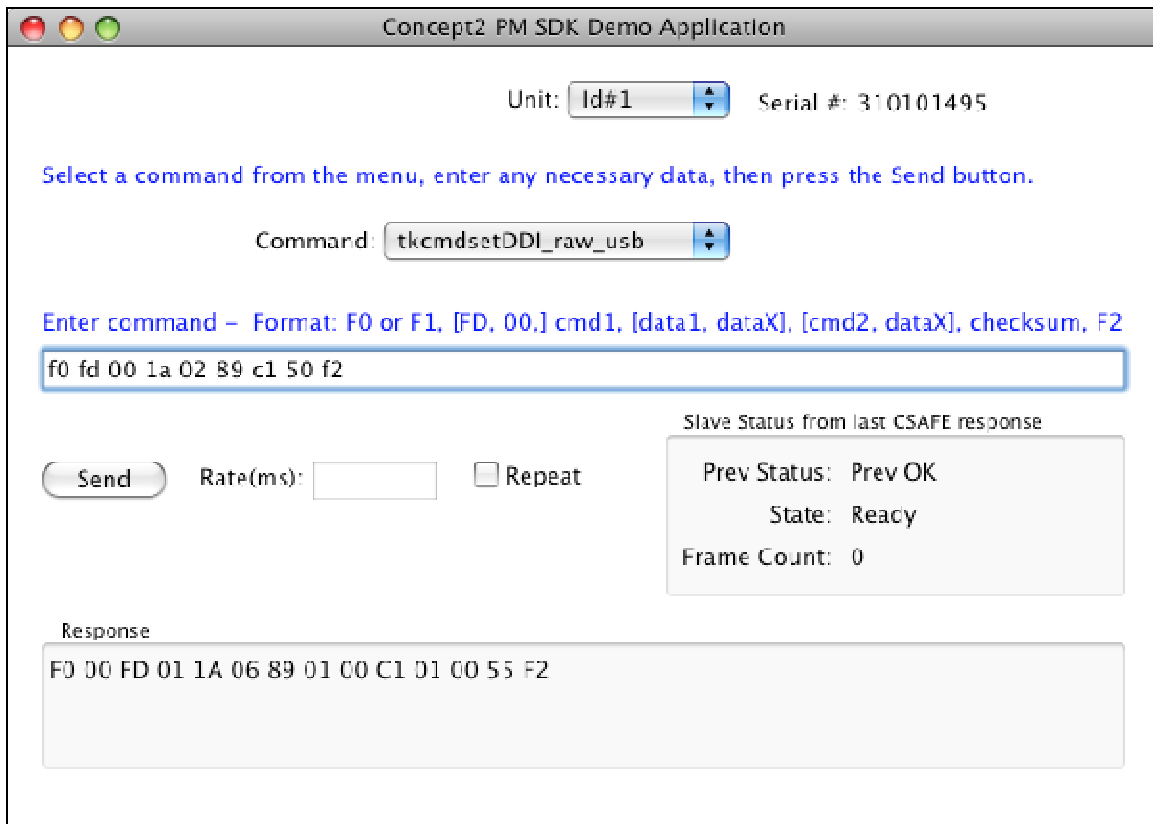 Concept2 PM SDK Demo Application
Unit: Id#1 Serial #: 310101495
Select a command from the menu, enter any necessary data, then press the Send button.
Command: tkcmdsetDDI_raw_usb
Enter command – Format: F0 or F1, [FD, 00,] cmd1, [data1, dataX], [cmd2, dataX], checksum, F2
f0 fd 00 1a 02 89 c1 50 f2
Slave Status from last CSAFE response
Send Rate(ms): Repeat
Prev Status: Prev OK
State: Ready
Frame Count: 0
Response
F0 00 FD 01 1A 06 89 01 00 C1 01 00 55 F2